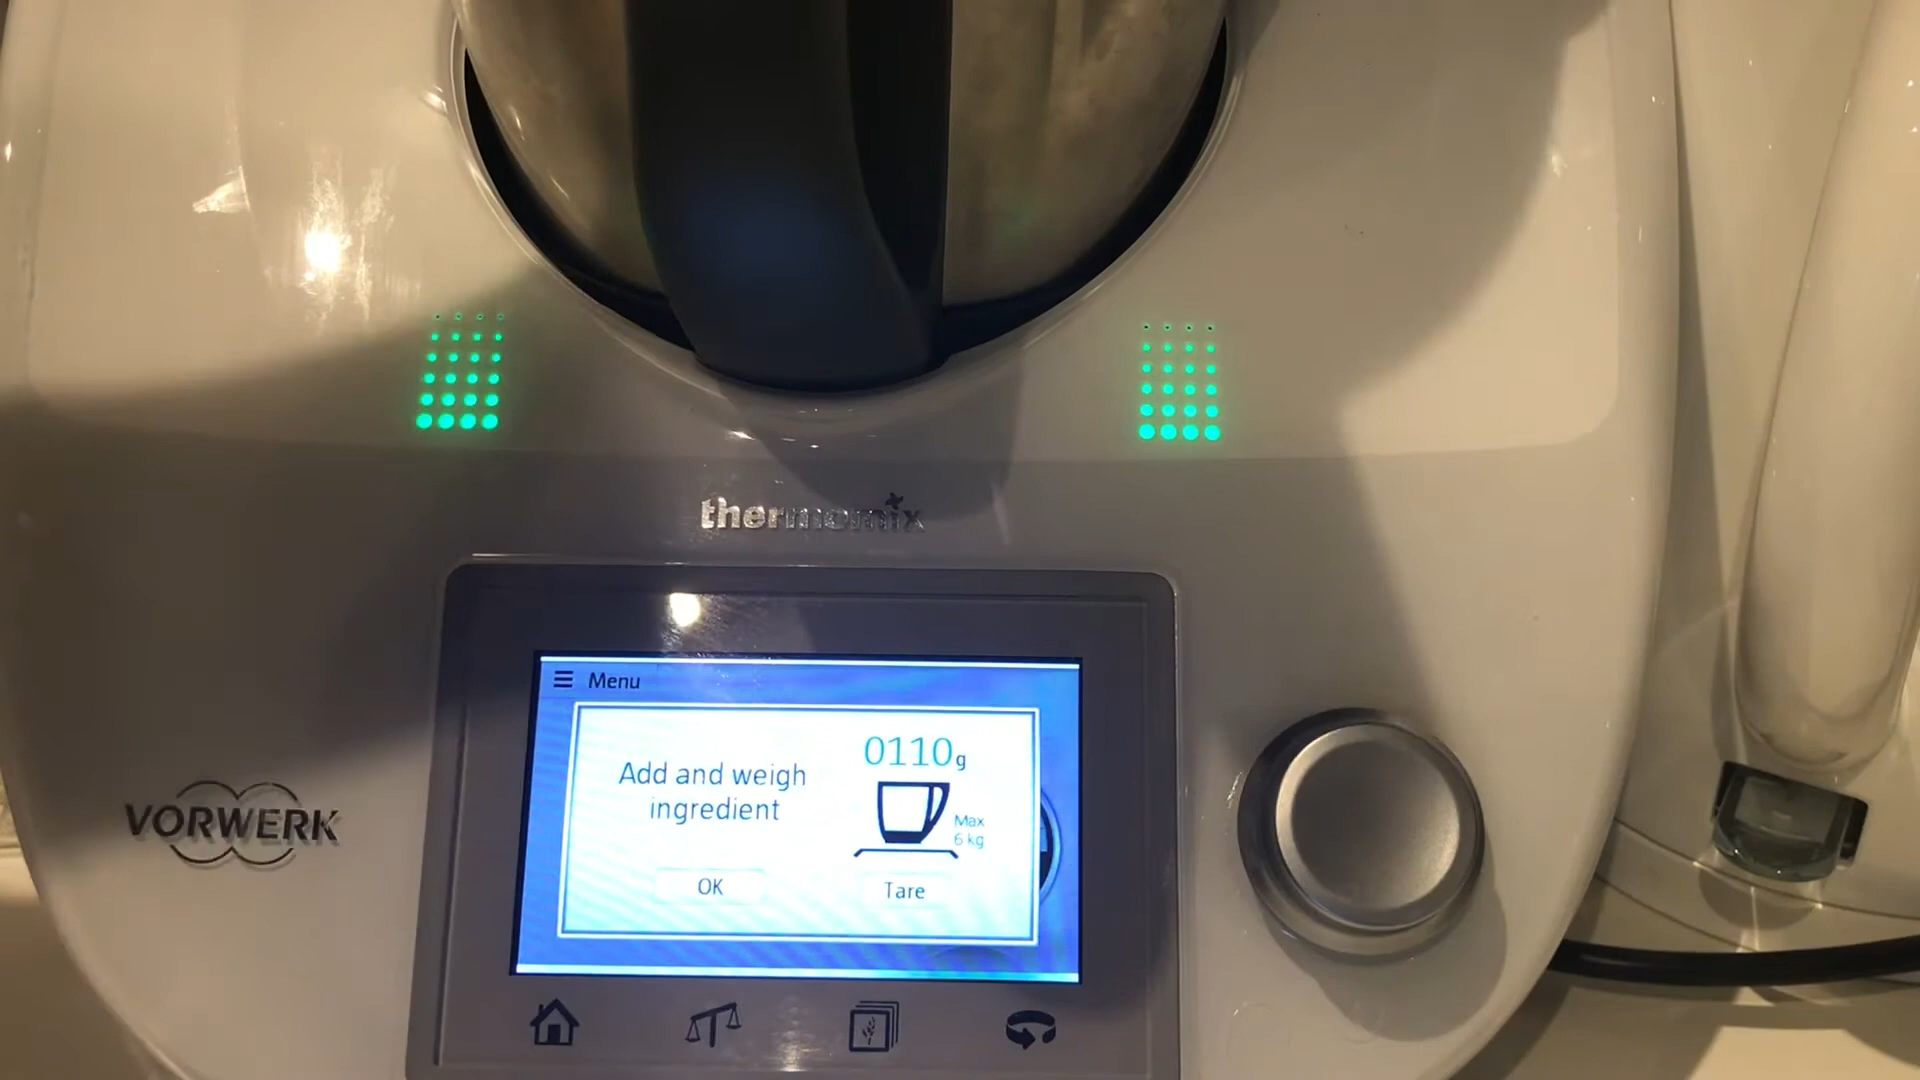 thermomix
Menu
Add and weigh
ingredient
0110g
Max
6 kg
OK
Tare
VORWERK